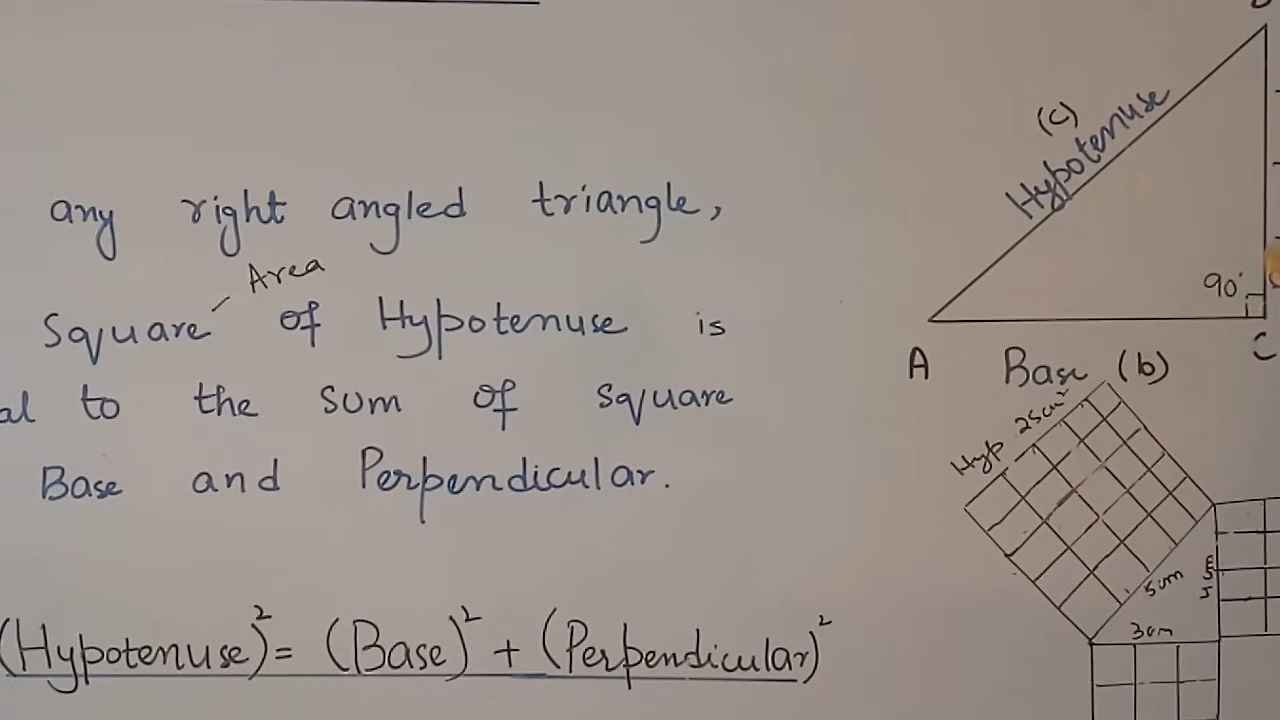 any right angled triangle,
Area
Square of Hypotenuse is
al to the sum of square
Base and Perpendicular.
(Hypotenuse)² = (Base)² + (Perpendicular)²
(c)
Hypotenuse
90°
A
C
Base (b)
Hyp 25cm²
5cm
3cm